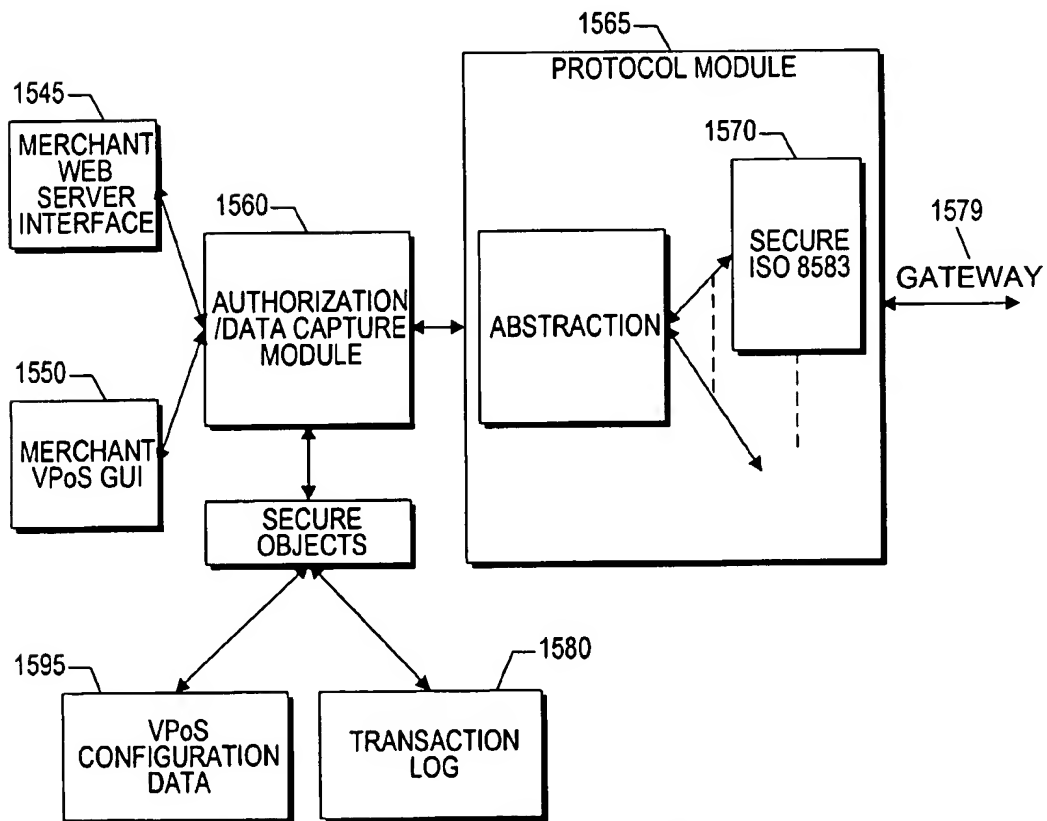 1565
PROTOCOL MODULE
1545
MERCHANT
WEB
SERVER
INTERFACE
1570
1560
1579
SECURE
ISO 8583
GATEWAY
AUTHORIZATION
/DATA CAPTURE
MODULE
ABSTRACTION
1550
MERCHANT
VPoS GUI
SECURE
OBJECTS
1595
1580
VPoS
CONFIGURATION
DATA
TRANSACTION
LOG